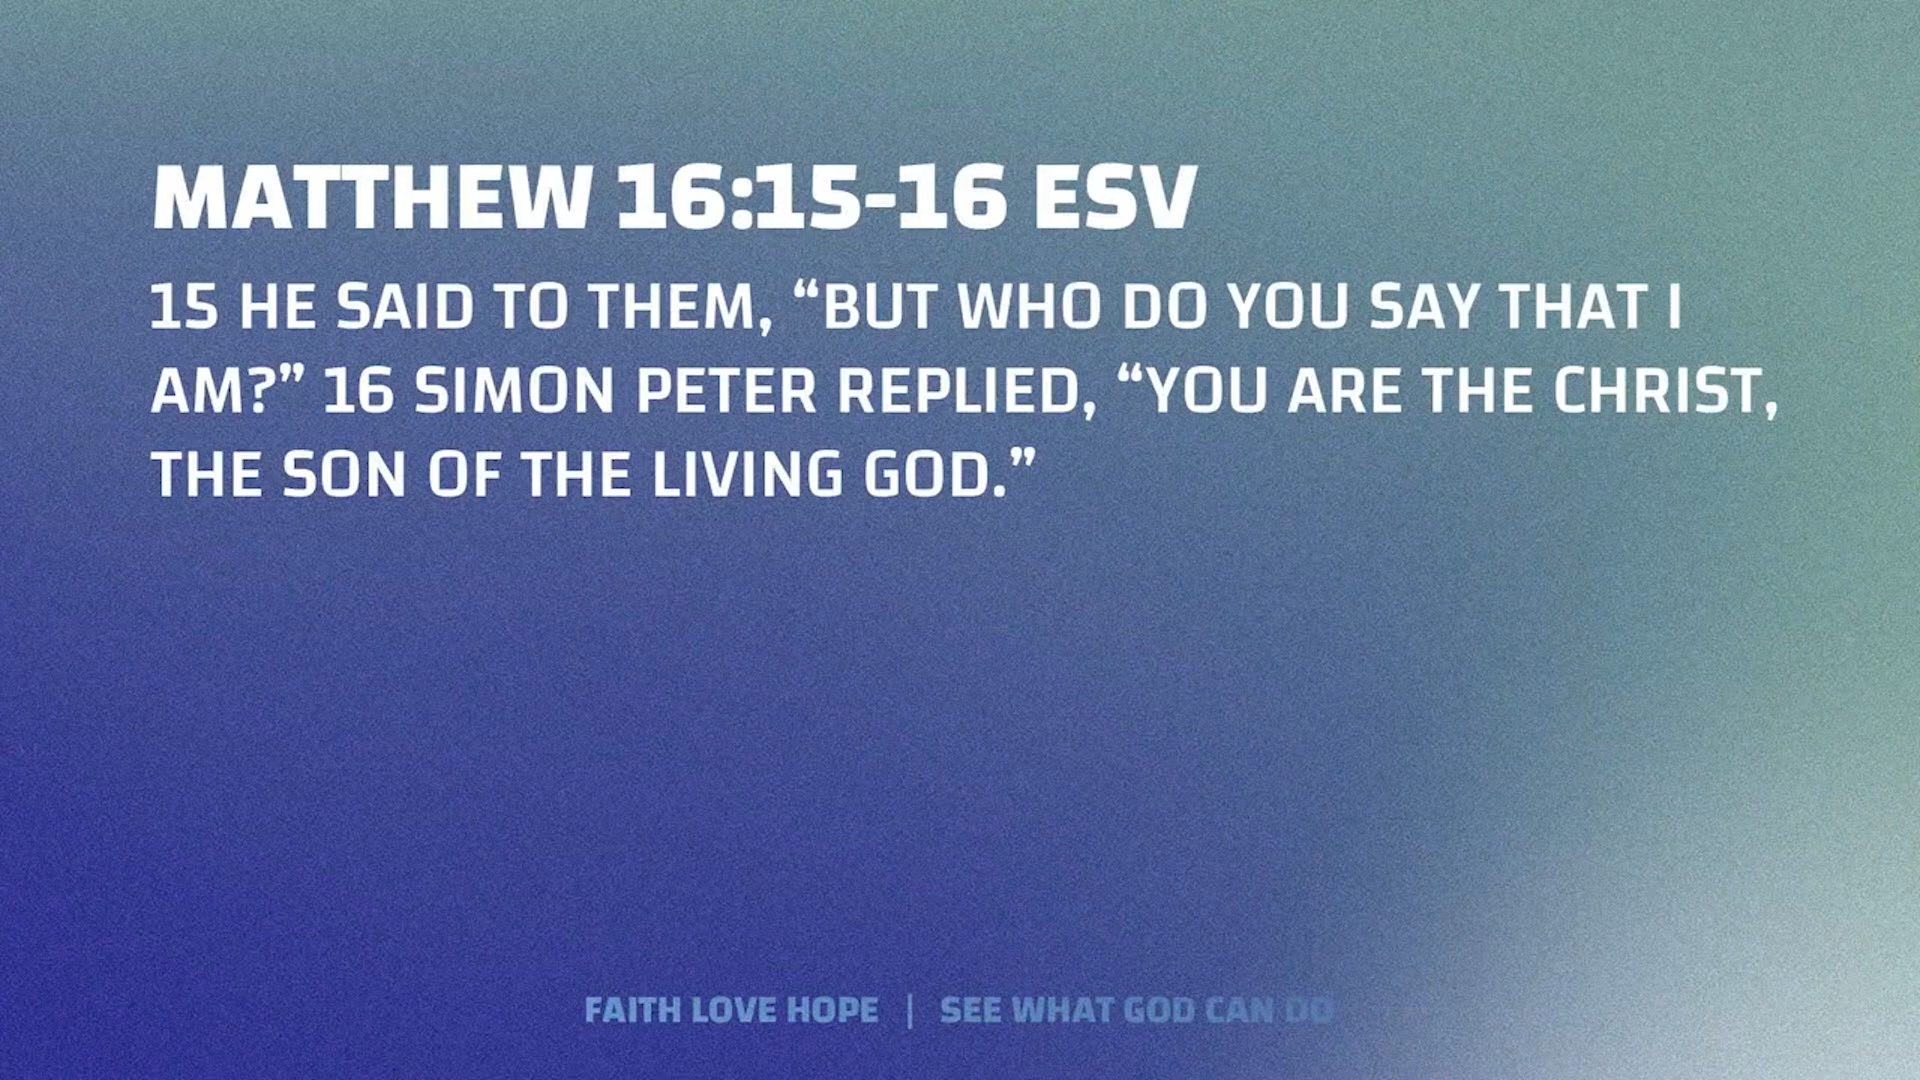 MATTHEW 16:15-16 ESV
15 HE SAID TO THEM, “BUT WHO DO YOU SAY THAT I
AM?” 16 SIMON PETER REPLIED, “YOU ARE THE CHRIST,
THE SON OF THE LIVING GOD.”
FAITH LOVE HOPE | SEE WHAT GOD CAN DO